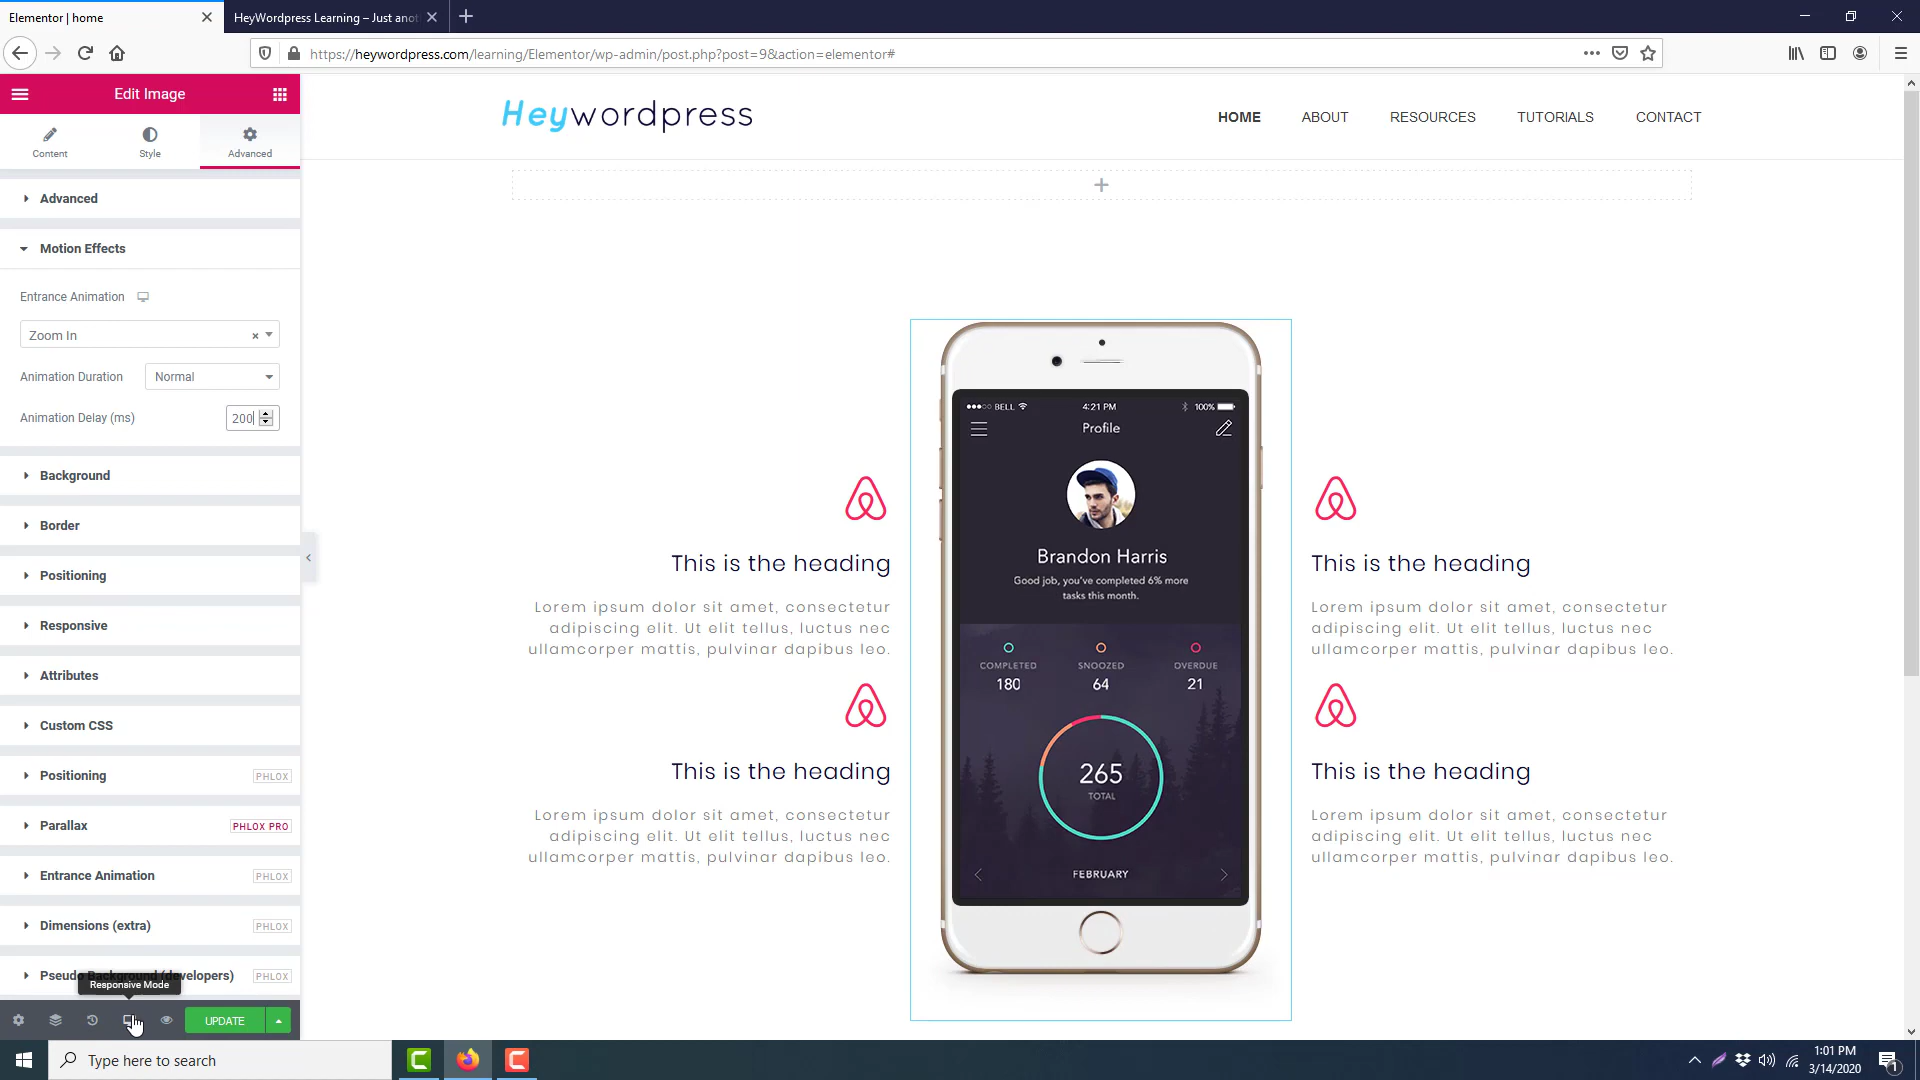 Elementor | home
HeyWordpress Learning – Just anot
https://heywordpress.com/learning/Elementor/wp-admin/post.php?post=9&action=elementor#
Edit Image
Content
Style
Advanced
Advanced
Motion Effects
Entrance Animation
Zoom In
Animation Duration
Normal
Animation Delay (ms)
200
Background
Border
Positioning
Responsive
Attributes
Custom CSS
Positioning
PHLOX
Parallax
PHLOX PRO
Entrance Animation
PHLOX
Dimensions (extra)
PHLOX
Pseudo Background (developers)
PHLOX
Responsive Mode
UPDATE
Heywordpress
HOME
ABOUT
RESOURCES
TUTORIALS
CONTACT
This is the heading
Lorem ipsum dolor sit amet, consectetur
adipiscing elit. Ut elit tellus, luctus nec
ullamcorper mattis, pulvinar dapibus leo.
This is the heading
Lorem ipsum dolor sit amet, consectetur
adipiscing elit. Ut elit tellus, luctus nec
ullamcorper mattis, pulvinar dapibus leo.
BELL
4:21 PM
100%
Profile
Brandon Harris
Good job, you've completed 6% more
tasks this month.
COMPLETED
180
SNOOZED
64
OVERDUE
21
265
TOTAL
FEBRUARY
This is the heading
Lorem ipsum dolor sit amet, consectetur
adipiscing elit. Ut elit tellus, luctus nec
ullamcorper mattis, pulvinar dapibus leo.
This is the heading
Lorem ipsum dolor sit amet, consectetur
adipiscing elit. Ut elit tellus, luctus nec
ullamcorper mattis, pulvinar dapibus leo.
Type here to search
1:01 PM
3/14/2020
1